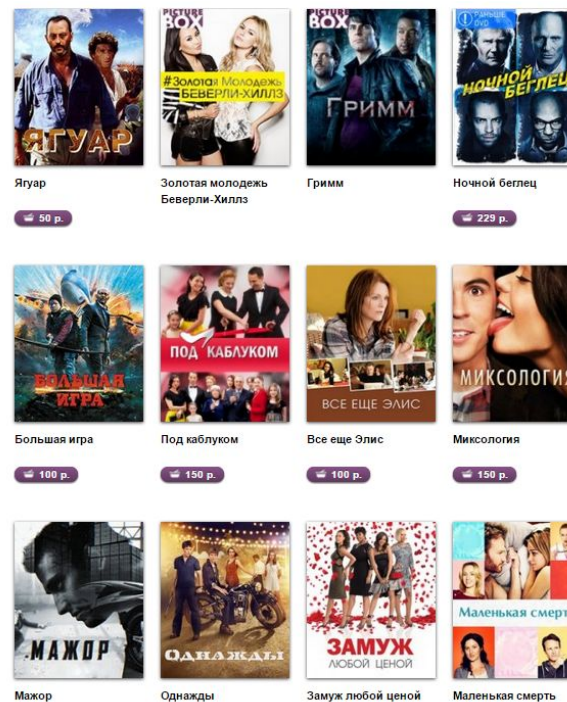 PICTURE
BOX
PICTURE
BOX
РАНЬШЕ
DVD
ЯГУАР
#Золотая Молодежь
БЕВЕРЛИ-ХИЛЛЗ
ГРИММ
НОЧНОЙ
БЕГЛЕЦ
Ягуар
Золотая молодежь
Беверли-Хиллз
Гримм
Ночной беглец
50 р.
229 р.
БОЛЬШАЯ
ИГРА
ПОД КАБЛУКОМ
ВСЕ ЕЩЕ ЭЛИС
МИКСОЛОГИЯ
Большая игра
Под каблуком
Все еще Элис
Миксология
100 р.
150 р.
100 р.
150 р.
МАЖОР
ОДНАЖДЫ
ЗАМУЖ
ЛЮБОЙ ЦЕНОЙ
Маленькая смерть
Мажор
Однажды
Замуж любой ценой
Маленькая смерть